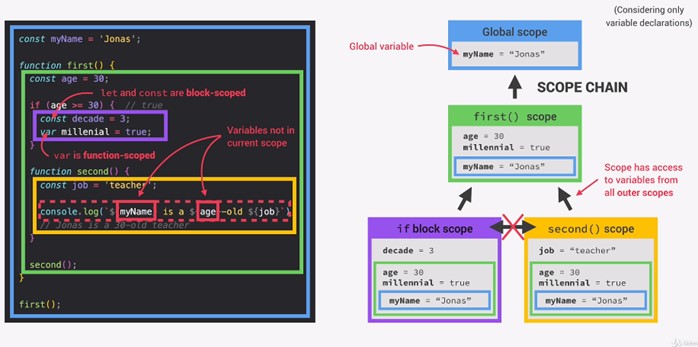 const myName = 'Jonas';
function first() {
const age = 30;
let and const are block-scoped
if (age >= 30) { // true
const decade = 3;
var millenial = true;
}
Variables not in
current scope
var is function-scoped
function second() {
const job = 'teacher';
console.log(`${myName} is a ${age}-old ${job}`)
// Jonas is a 30-old teacher
}
second();
}
first();
(Considering only
variable declarations)
Global scope
Global variable
myName = “Jonas”
SCOPE CHAIN
first() scope
age = 30
millennial = true
myName = “Jonas”
Scope has access
to variables from
all outer scopes
if block scope
decade = 3
age = 30
millennial = true
myName = “Jonas”
second() scope
job = “teacher”
age = 30
millennial = true
myName = “Jonas”